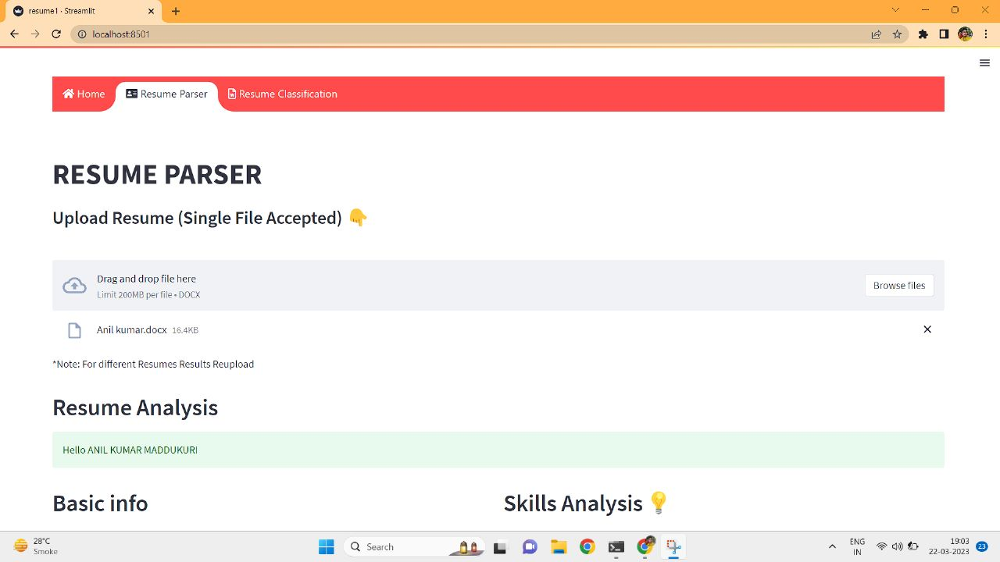 resume1 · Streamlit
localhost:8501
Home
Resume Parser
Resume Classification
RESUME PARSER
Upload Resume (Single File Accepted)
Drag and drop file here
Limit 200MB per file • DOCX
Browse files
Anil kumar.docx 16.4KB
*Note: For different Resumes Results Reupload
Resume Analysis
Hello ANIL KUMAR MADDUKURI
Basic info
Skills Analysis
28°C
Smoke
Search
ENG
IN
19:03
22-03-2023
23